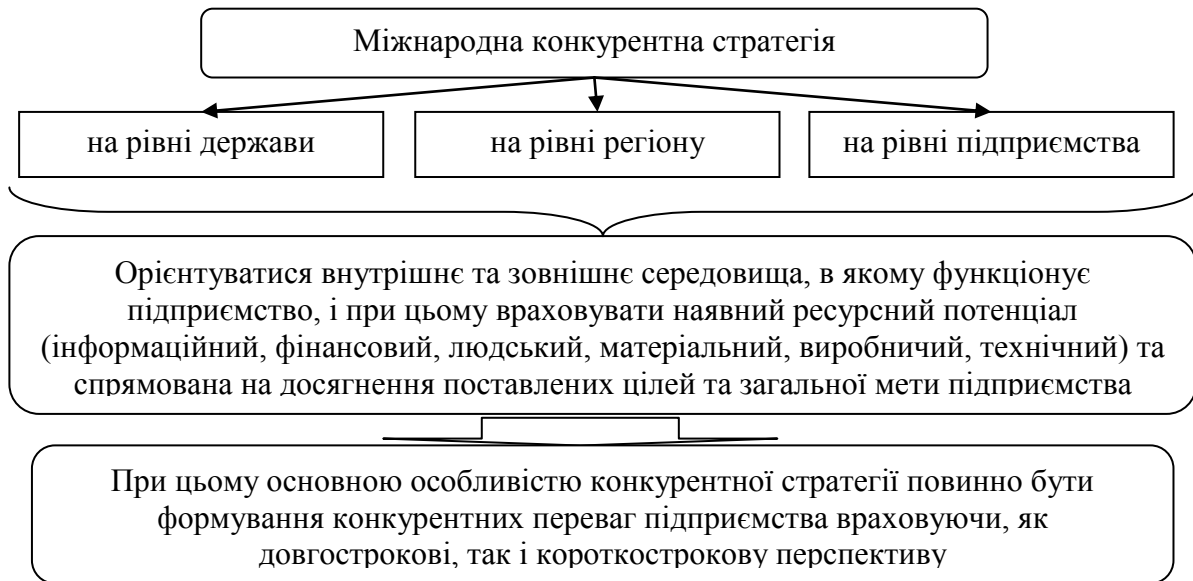 Міжнародна конкурентна стратегія
на рівні держави
на рівні регіону
на рівні підприємства
Орієнтуватися внутрішнє та зовнішнє середовища, в якому функціонує
підприємство, і при цьому враховувати наявний ресурсний потенціал
(інформаційний, фінансовий, людський, матеріальний, виробничий, технічний) та
спрямована на досягнення поставлених цілей та загальної мети підприємства
При цьому основною особливістю конкурентної стратегії повинно бути
формування конкурентних переваг підприємства враховуючи, як
довгострокові, так і короткострокову перспективу